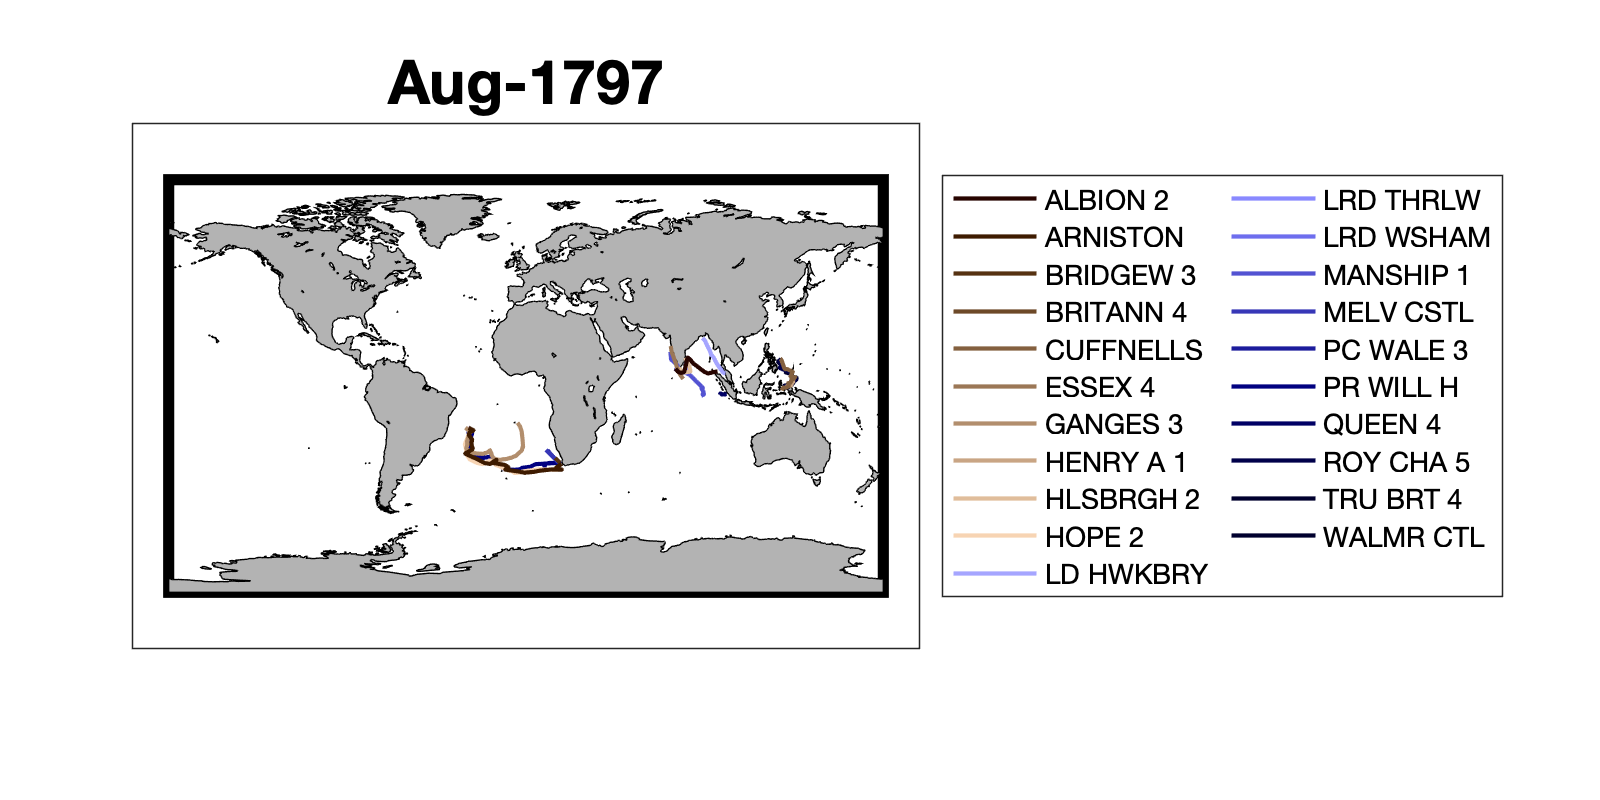 Aug-1797
ALBION 2
ARNISTON
BRIDGEW 3
BRITANN 4
CUFFNELLS
ESSEX 4
GANGES 3
HENRY A 1
HLSBRGH 2
HOPE 2
LD HWKBRY
LRD THRLW
LRD WSHAM
MANSHIP 1
MELV CSTL
PC WALE 3
PR WILL H
QUEEN 4
ROY CHA 5
TRU BRT 4
WALMR CTL